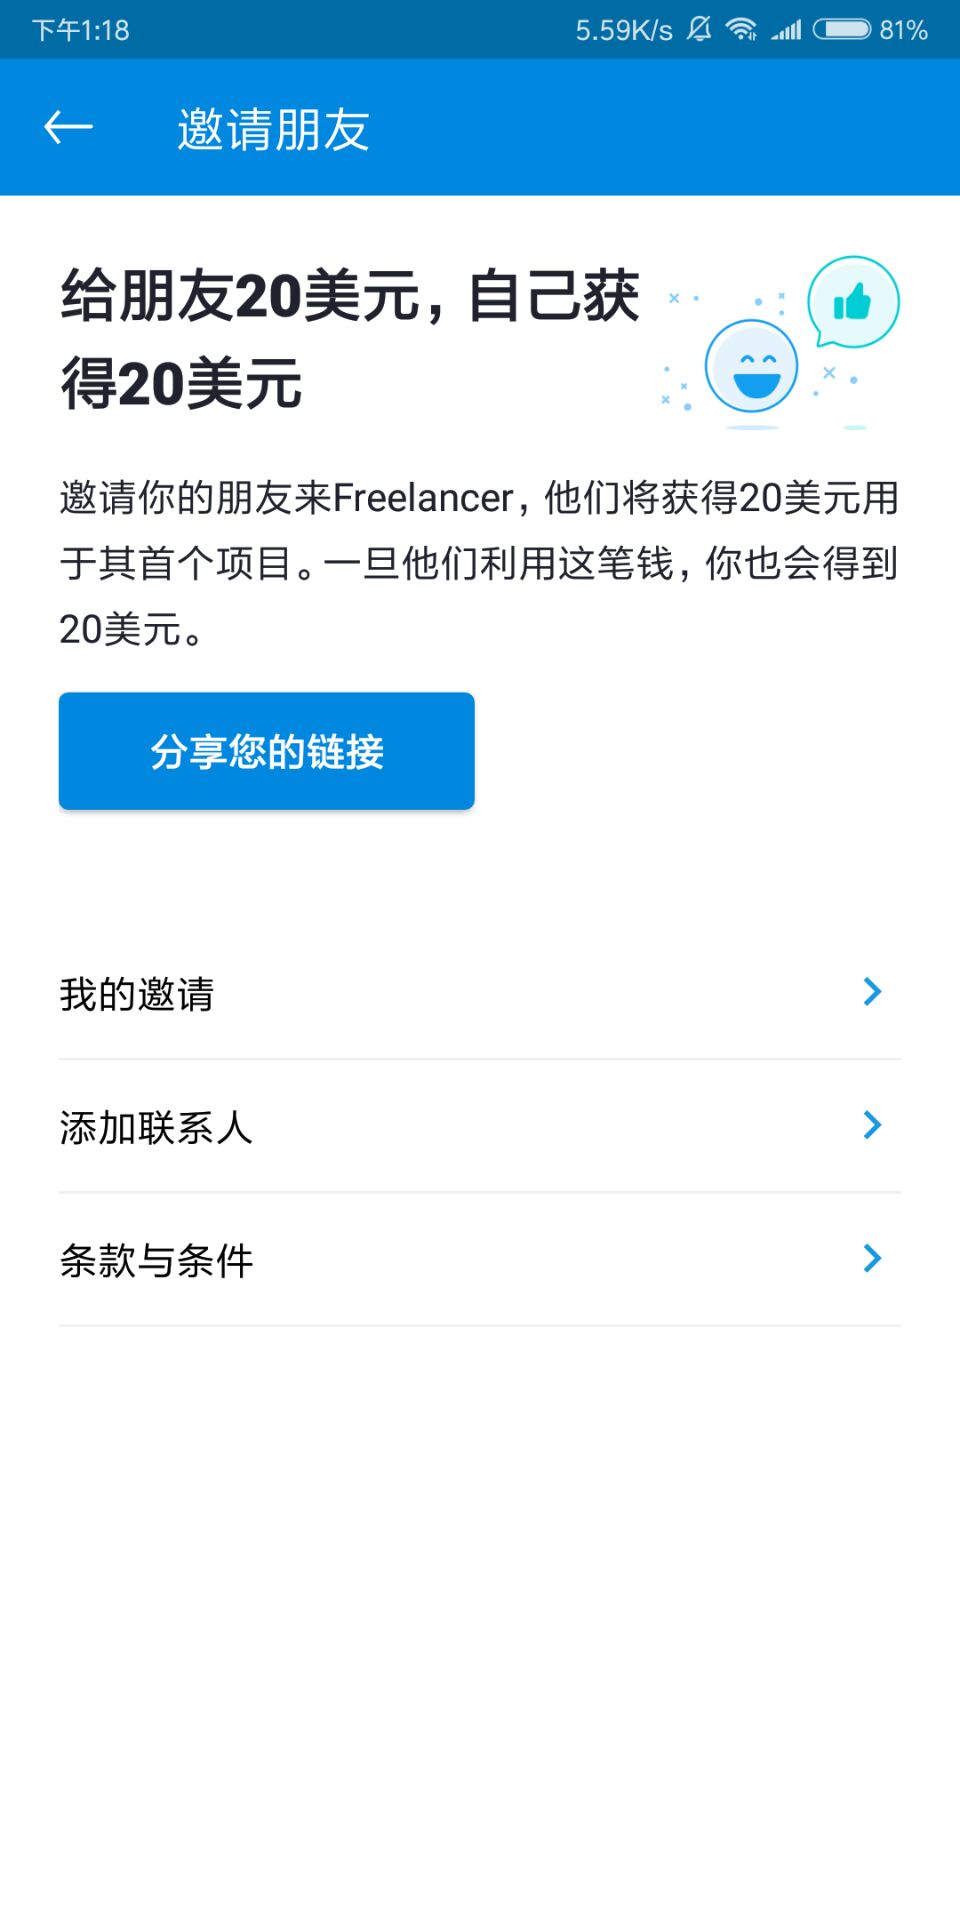 下午1:18
5.59K/s
81%
邀请朋友
给朋友20美元，自己获
得20美元
邀请你的朋友来Freelancer，他们将获得20美元用
于其首个项目。一旦他们利用这笔钱，你也会得到
20美元。
分享您的链接
我的邀请
添加联系人
条款与条件